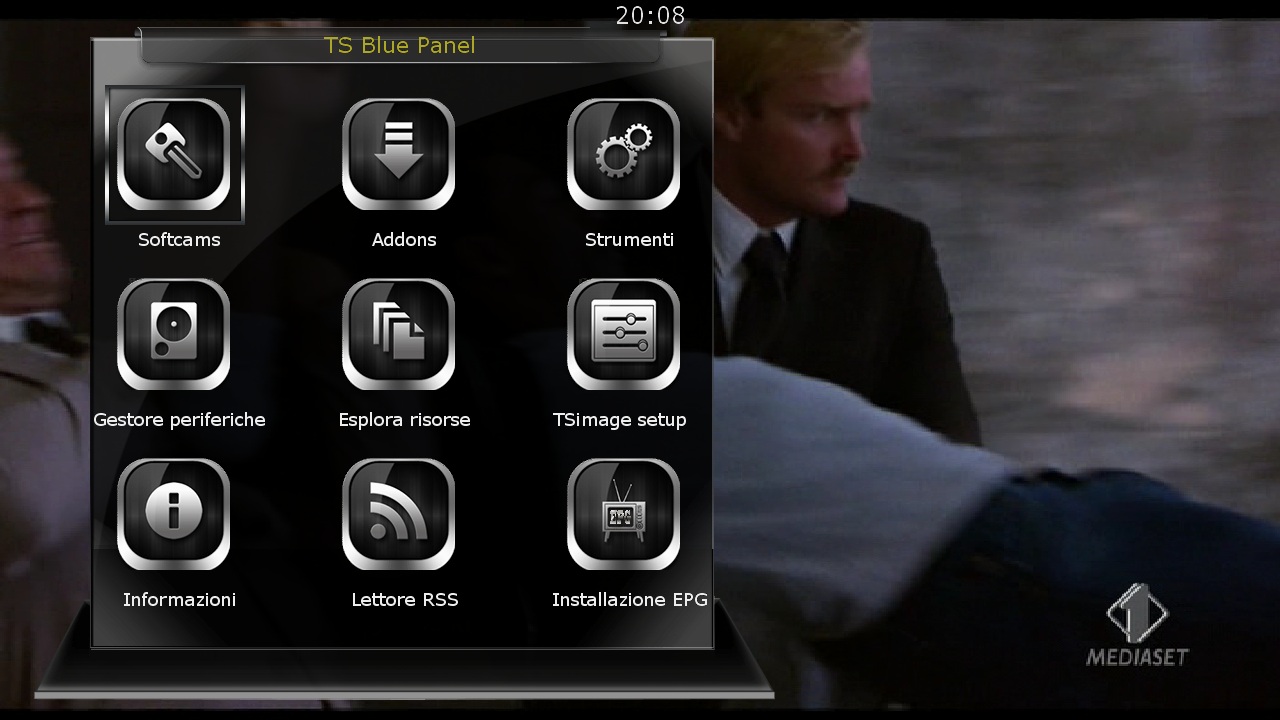 20:08
TS Blue Panel
Softcams
Addons
Strumenti
Gestore periferiche
Esplora risorse
TSimage setup
EPG
Informazioni
Lettore RSS
Installazione EPG
1
MEDIASET